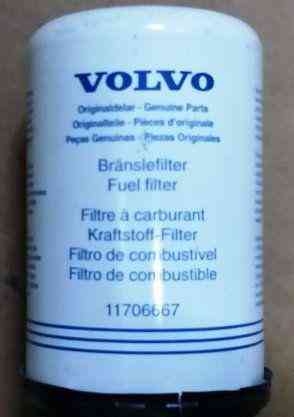 VOLVO
Originaldelar - Genuine Parts
Originalteile - Pièces d'origine
Peças Genuínas - Piezas Originales
Bränslefilter
Fuel filter
Filtre à carburant
Kraftstoff-Filter
Filtro de combustível
Filtro de combustible
11706667